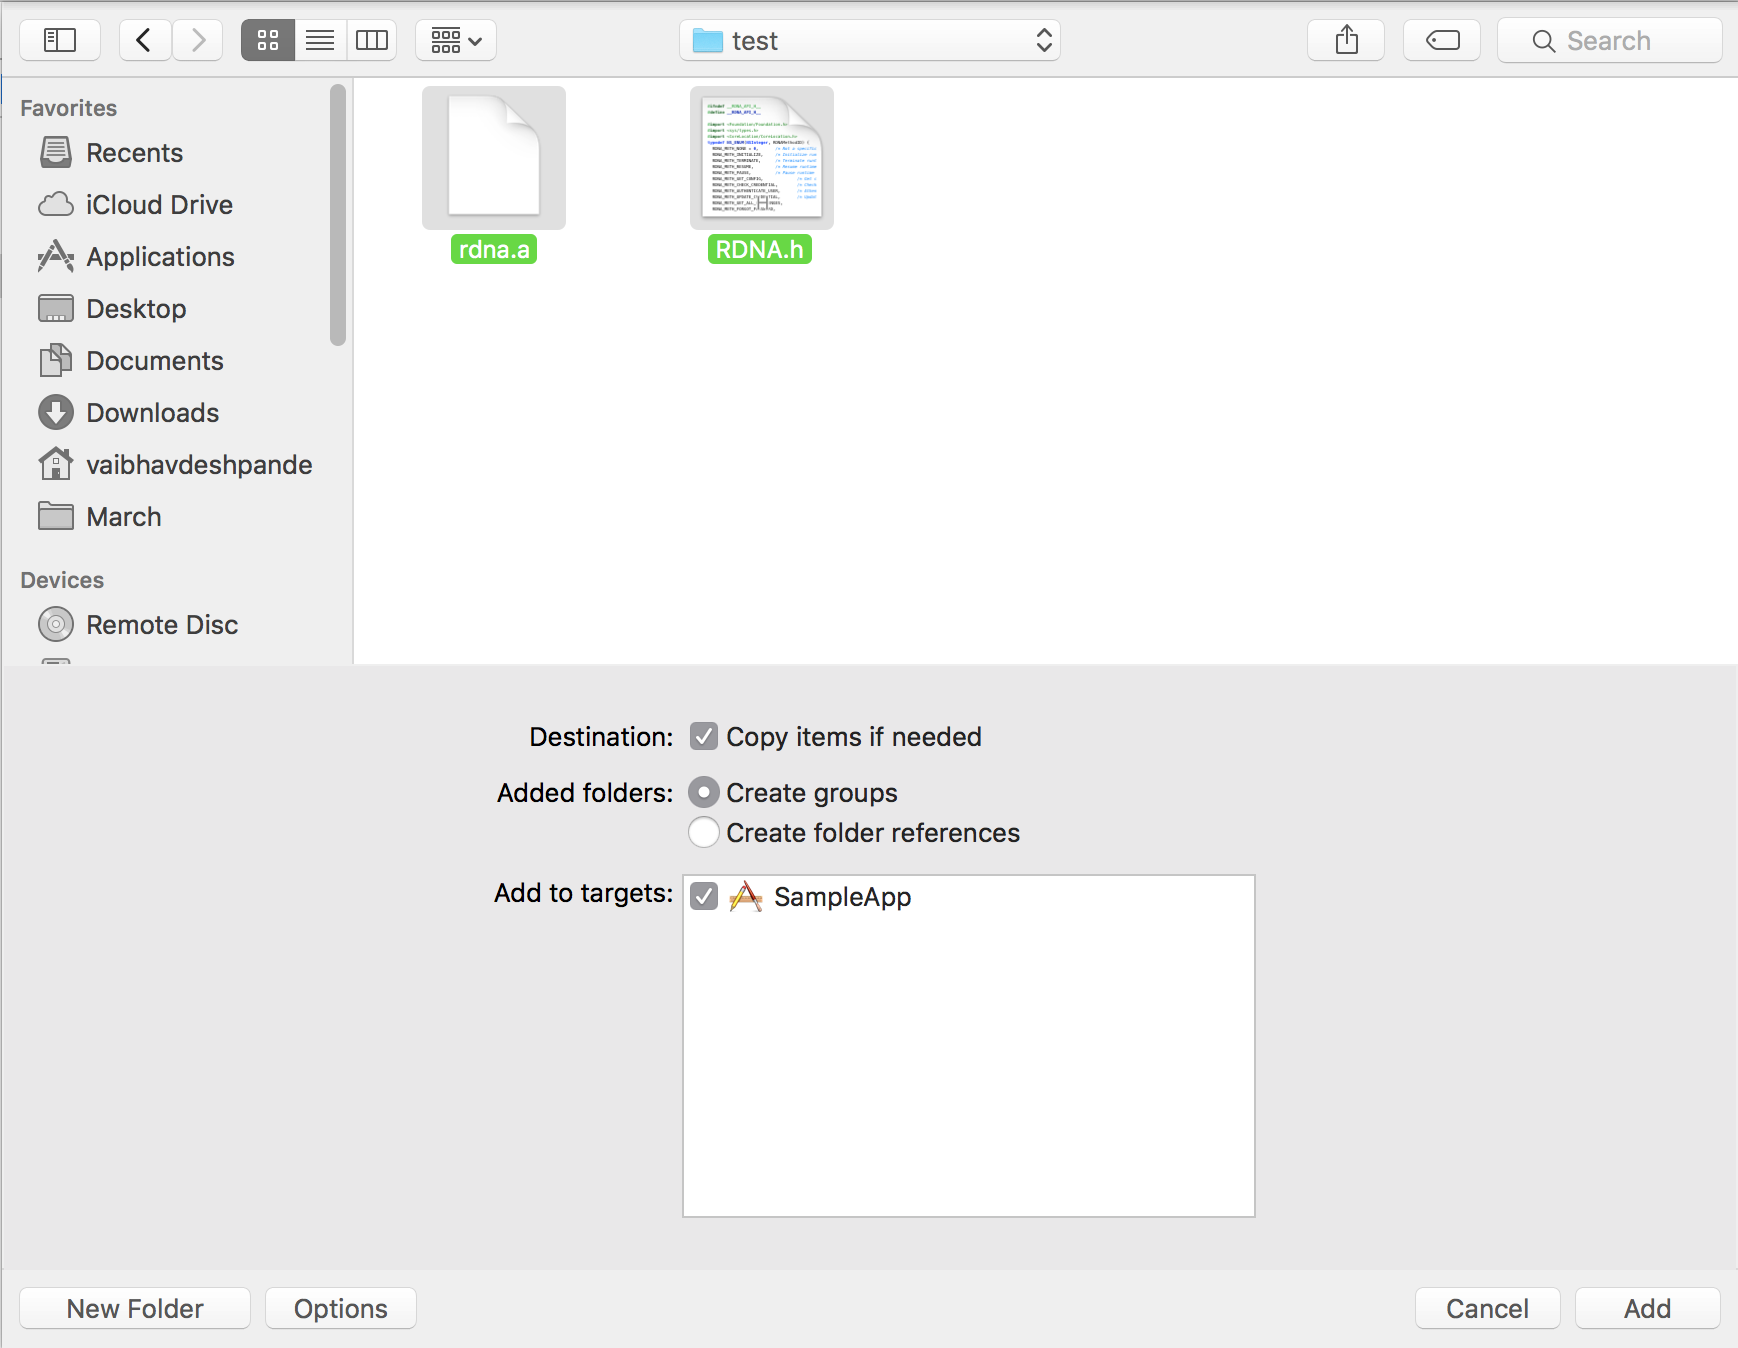 test
Search
Favorites
Recents
iCloud Drive
Applications
Desktop
Documents
Downloads
vaibhavdeshpande
March
Devices
Remote Disc
rdna.a
RDNA.h
Destination: Copy items if needed
Added folders: Create groups
Create folder references
Add to targets: SampleApp
New Folder
Options
Cancel
Add